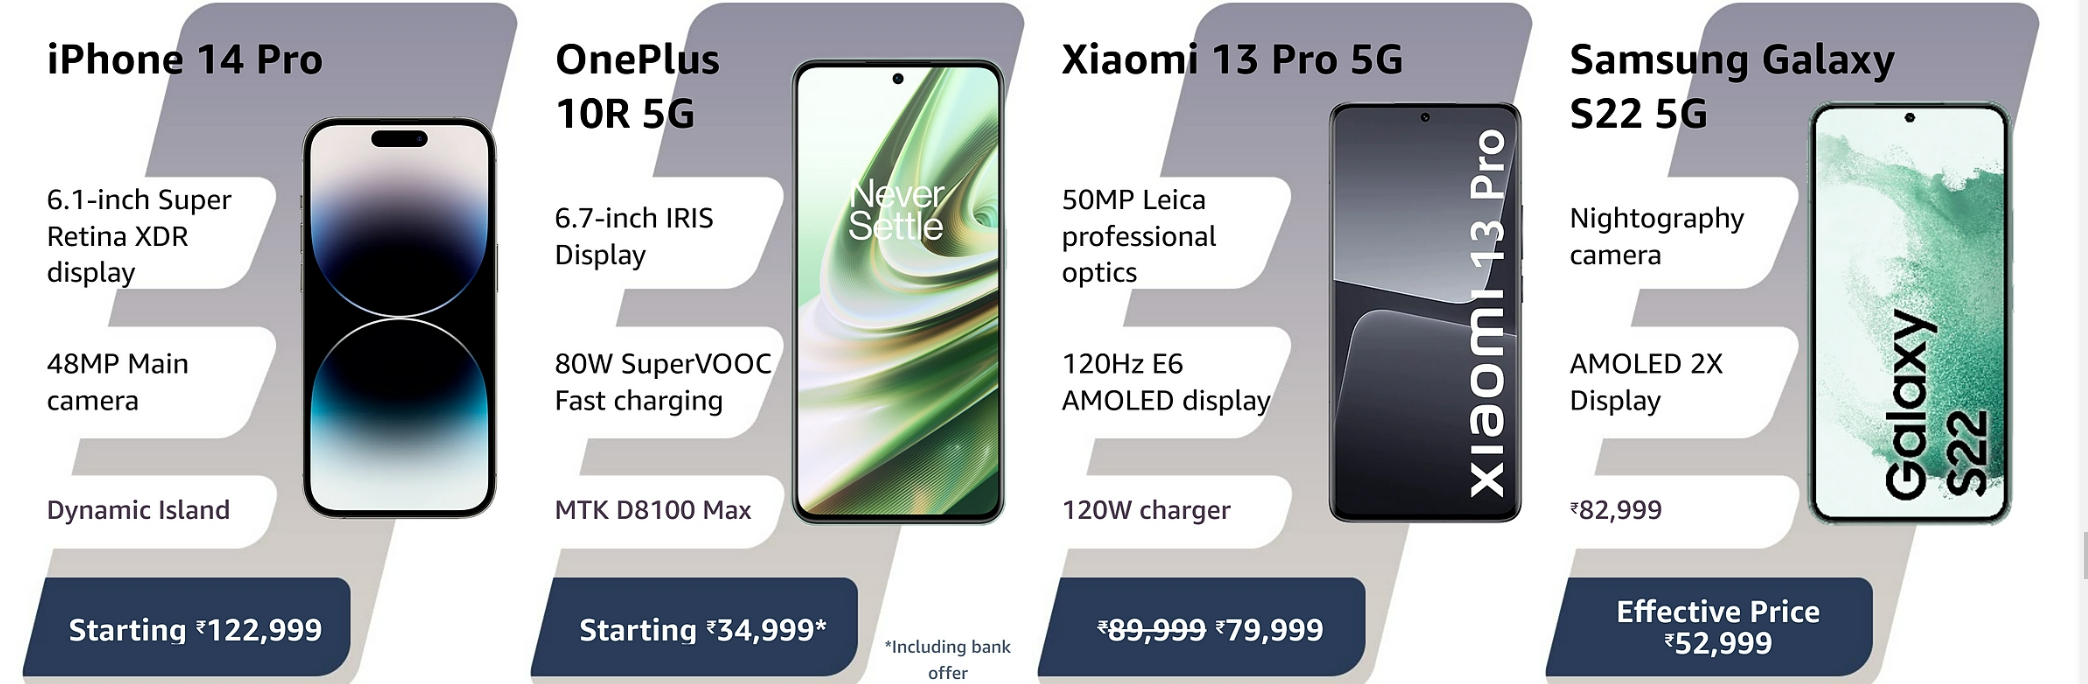 iPhone 14 Pro
6.1-inch Super
Retina XDR
display
48MP Main
camera
Dynamic Island
Starting ₹122,999
OnePlus
10R 5G
Never
Settle
6.7-inch IRIS
Display
80W SuperVOOC
Fast charging
MTK D8100 Max
Starting ₹34,999*
*Including bank
offer
Xiaomi 13 Pro 5G
50MP Leica
professional
optics
120Hz E6
AMOLED display
120W charger
Xiaomi 13 Pro
₹89,999 ₹79,999
Samsung Galaxy
S22 5G
Nightography
camera
AMOLED 2X
Display
₹82,999
Galaxy
S22
Effective Price
₹52,999